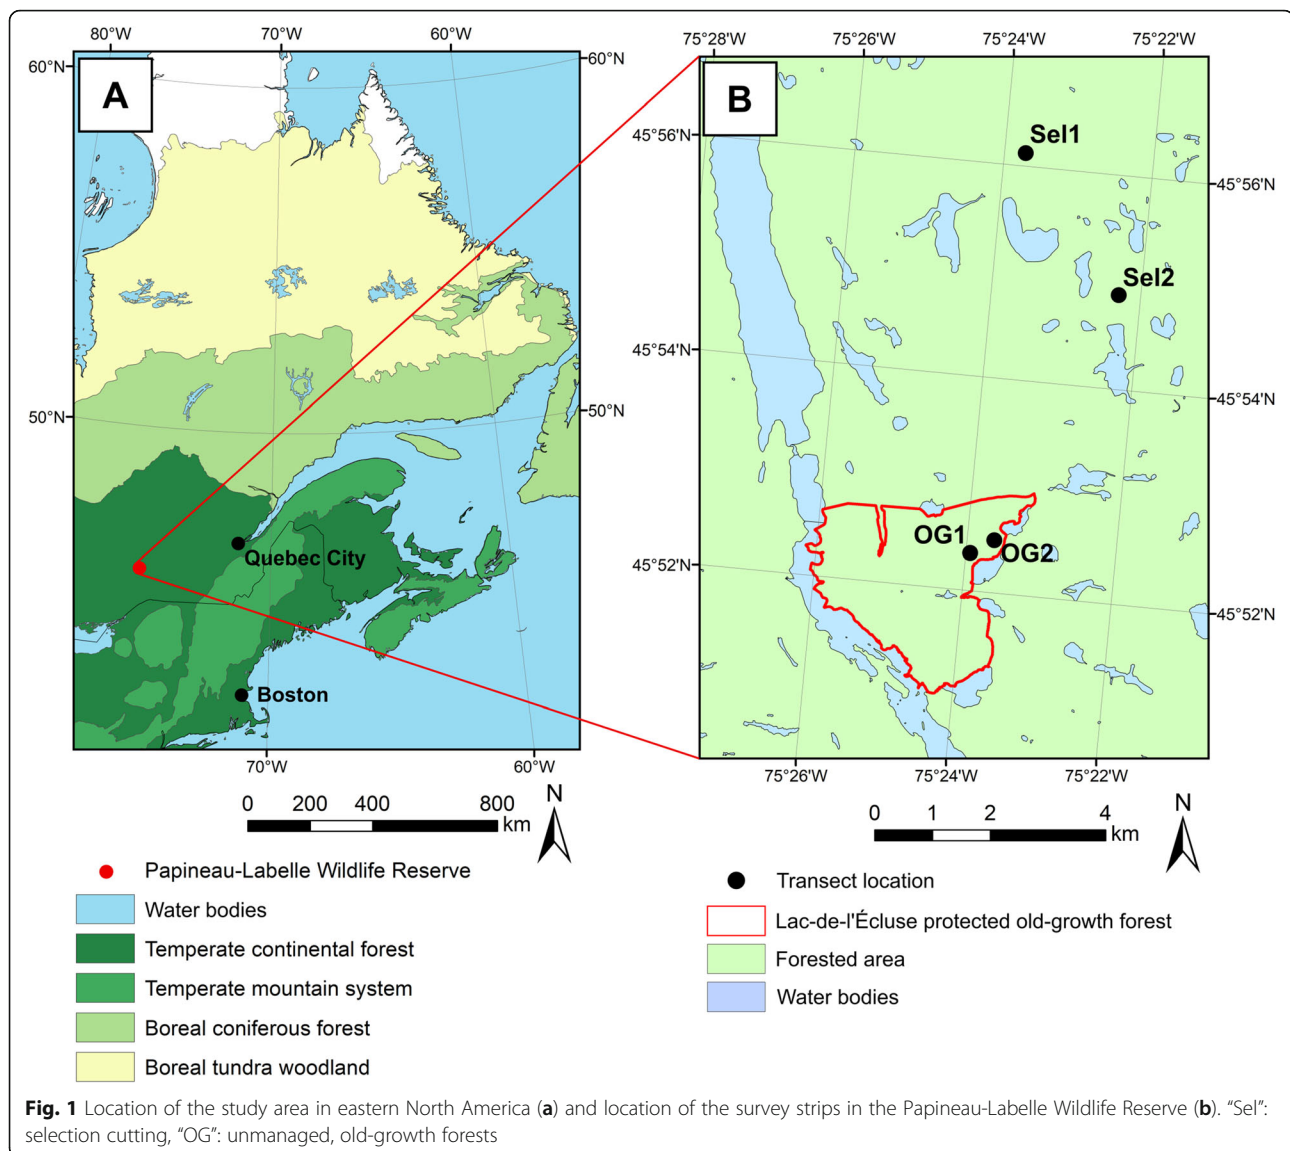 80°W 70°W 60°W
60°N
60°N
A
50°N
50°N
Quebec City
Boston
70°W 60°W
0 200 400 800
km
N
Papineau-Labelle Wildlife Reserve
Water bodies
Temperate continental forest
Temperate mountain system
Boreal coniferous forest
Boreal tundra woodland
75°28'W 75°26'W 75°24'W 75°22'W
B
45°56'N
Sel1
45°56'N
Sel2
45°54'N
45°54'N
OG1
OG2
45°52'N
45°52'N
75°26'W 75°24'W 75°22'W
0 1 2 4
km
N
Transect location
Lac-de-l'Écluse protected old-growth forest
Forested area
Water bodies
Fig. 1 Location of the study area in eastern North America (a) and location of the survey strips in the Papineau-Labelle Wildlife Reserve (b). “Sel”:
selection cutting, “OG”: unmanaged, old-growth forests